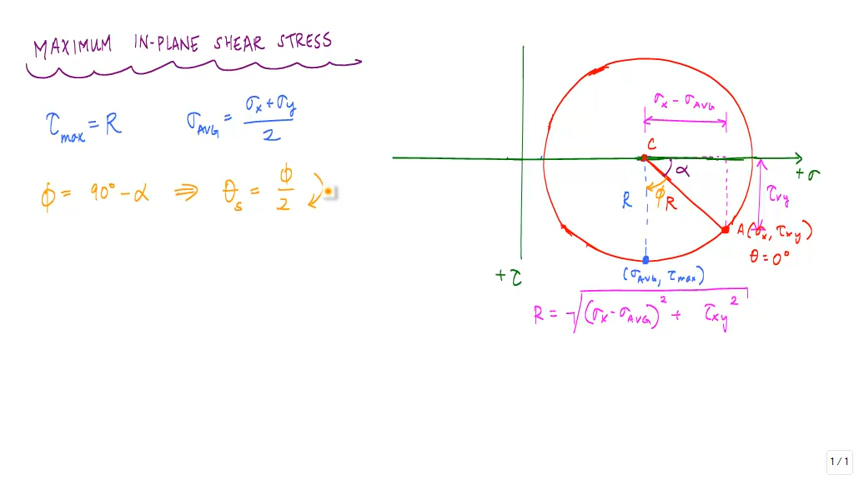 MAXIMUM IN-PLANE SHEAR STRESS
τmax = R
σAVG = σx + σy / 2
ϕ = 90° - α ⇒ θs = ϕ / 2
σx - σAVG
C
α
+ σ
R
ϕ
R
τxy
A (σx, τxy)
θ = 0°
(σAVG, τmax)
+ τ
R = √(σx - σAVG)² + τxy²
1 / 1